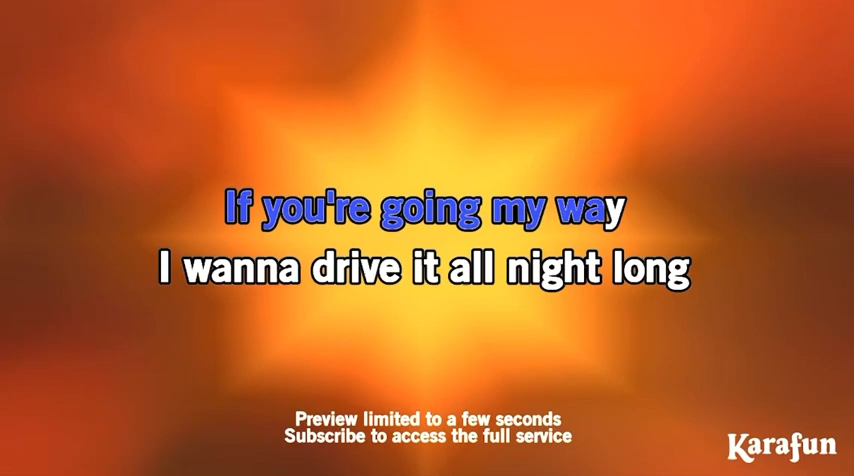 If you're going my way
I wanna drive it all night long
Preview limited to a few seconds
Subscribe to access the full service
Karafun